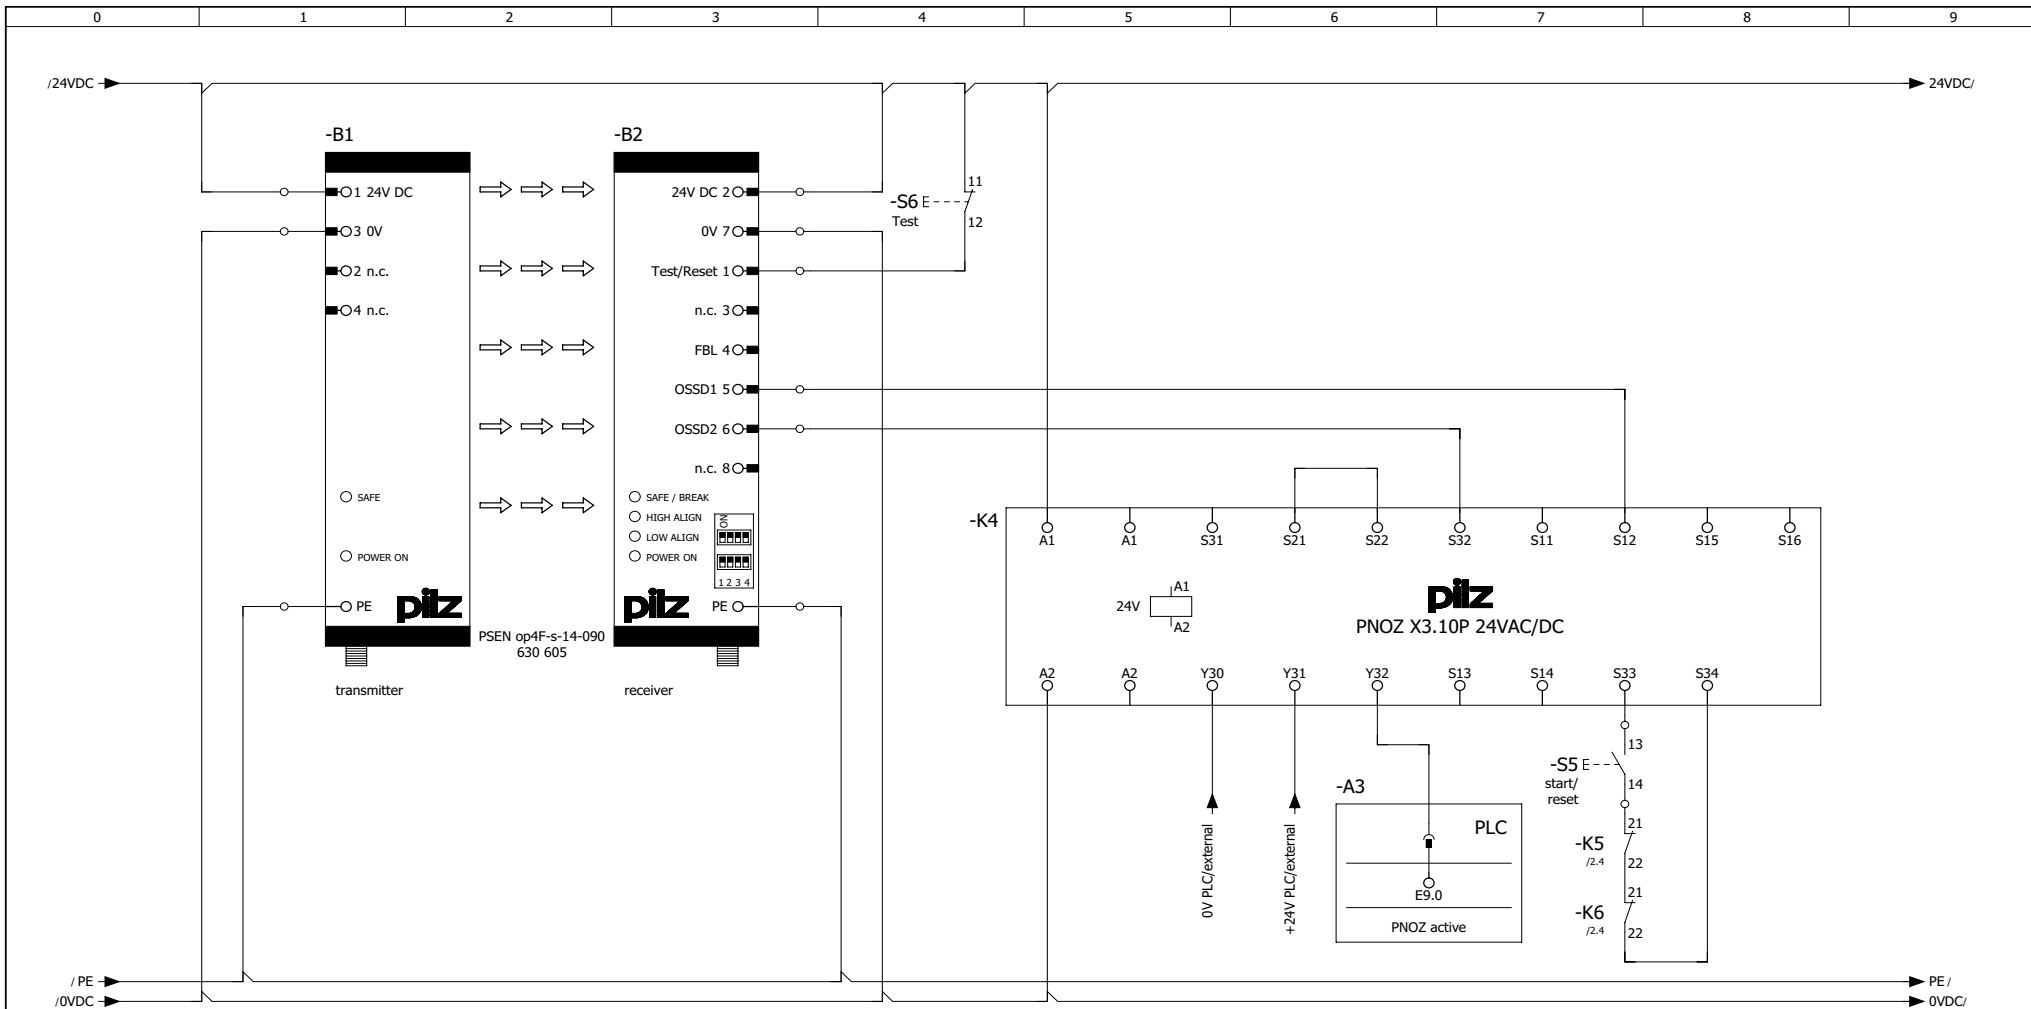 0 1 2 3 4 5 6 7 8 9
/24VDC 24VDC/
-B1 -B2
1 24V DC
3 0V
2 n.c.
4 n.c.
SAFE
POWER ON
PE
pilz
transmitter
PSEN op4F-s-14-090
630 605
24V DC 2
0V 7
Test/Reset 1
n.c. 3
FBL 4
OSSD1 5
OSSD2 6
n.c. 8
SAFE / BREAK
HIGH ALIGN
LOW ALIGN
POWER ON
ON
1 2 3 4
pilz PE
receiver
-S6 E
Test
11
12
-K4
A1 A1 S31 S21 S22 S32 S11 S12 S15 S16
24V
A1
A2
pilz
PNOZ X3.10P 24VAC/DC
A2 A2 Y30 Y31 Y32 S13 S14 S33 S34
0V PLC/external
+24V PLC/external
-A3
PLC
E9.0
PNOZ active
-S5 E
start/
reset
13
14
-K5
/2.4
21
22
-K6
/2.4
21
22
/ PE PE /
/0VDC 0VDC/